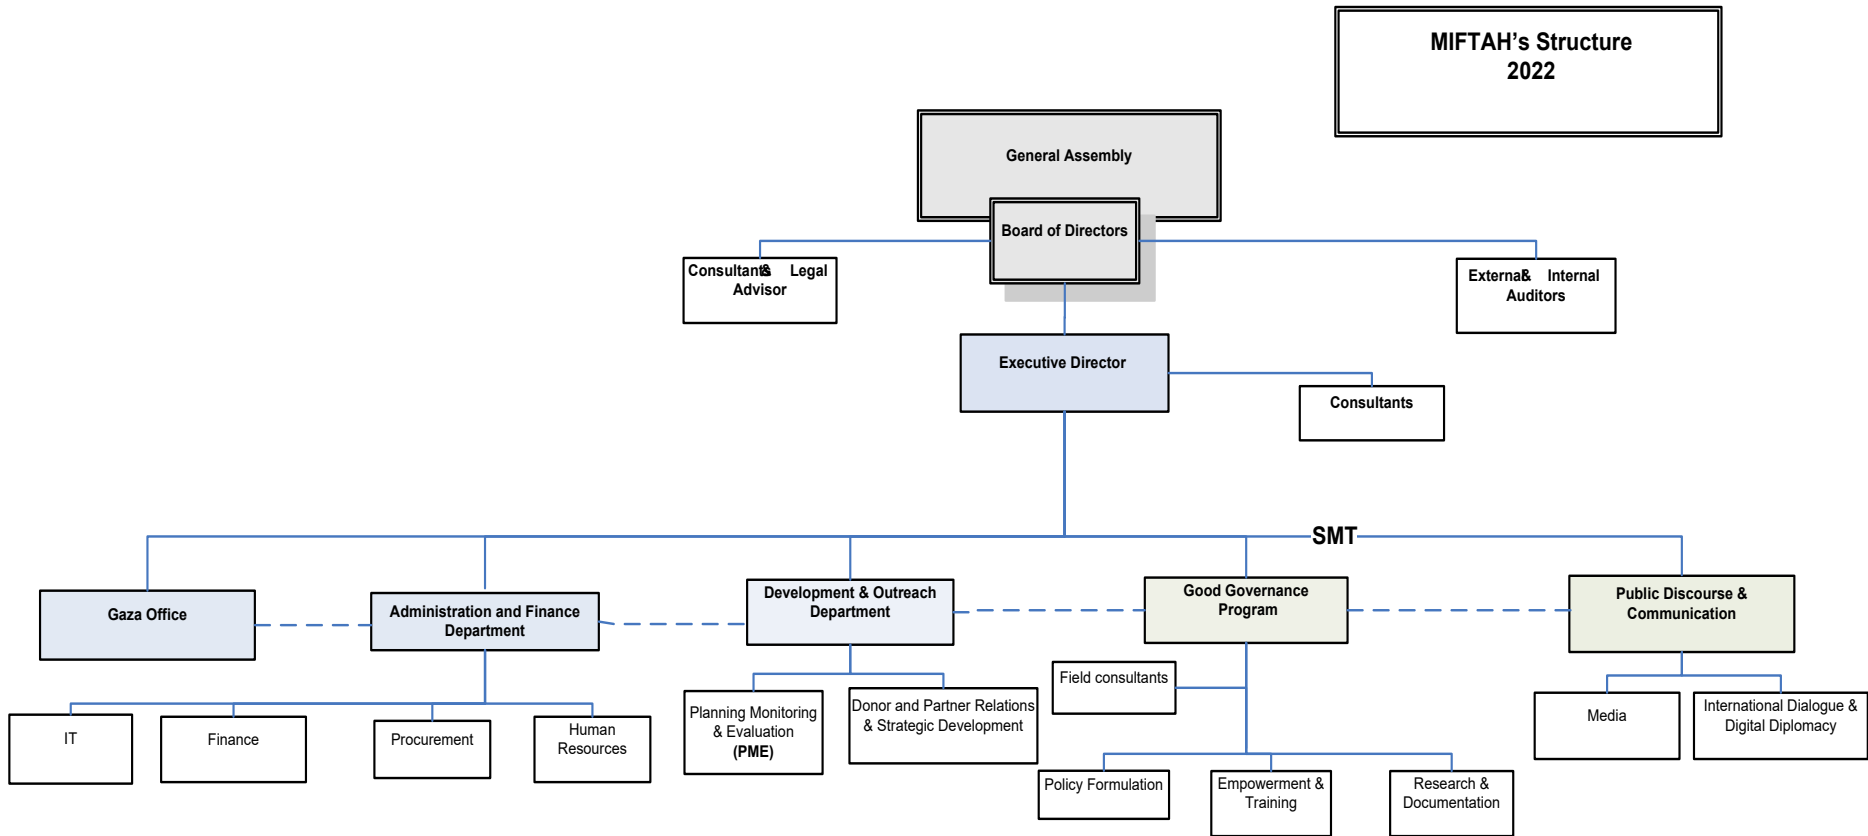 MIFTAH's Structure
2022
General Assembly
Board of Directors
Consultants & Legal
Advisor
External & Internal
Auditors
Executive Director
Consultants
SMT
Gaza Office
Administration and Finance
Department
Development & Outreach
Department
Good Governance
Program
Public Discourse &
Communication
IT
Finance
Procurement
Human
Resources
Planning Monitoring
& Evaluation
(PME)
Donor and Partner Relations
& Strategic Development
Field consultants
Policy Formulation
Empowerment &
Training
Research &
Documentation
Media
International Dialogue &
Digital Diplomacy